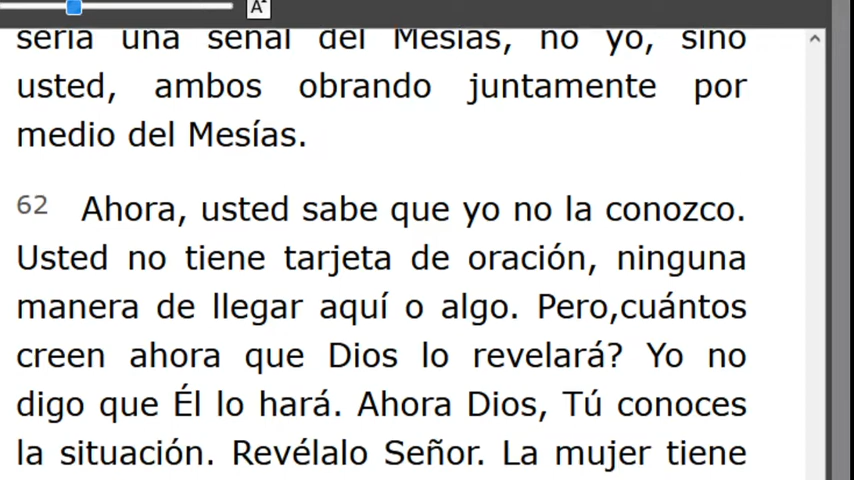 A
sería una señal del Mesías, no yo, sino
usted, ambos obrando juntamente por
medio del Mesías.
62 Ahora, usted sabe que yo no la conozco.
Usted no tiene tarjeta de oración, ninguna
manera de llegar aquí o algo. Pero,cuántos
creen ahora que Dios lo revelará? Yo no
digo que Él lo hará. Ahora Dios, Tú conoces
la situación. Revélalo Señor. La mujer tiene